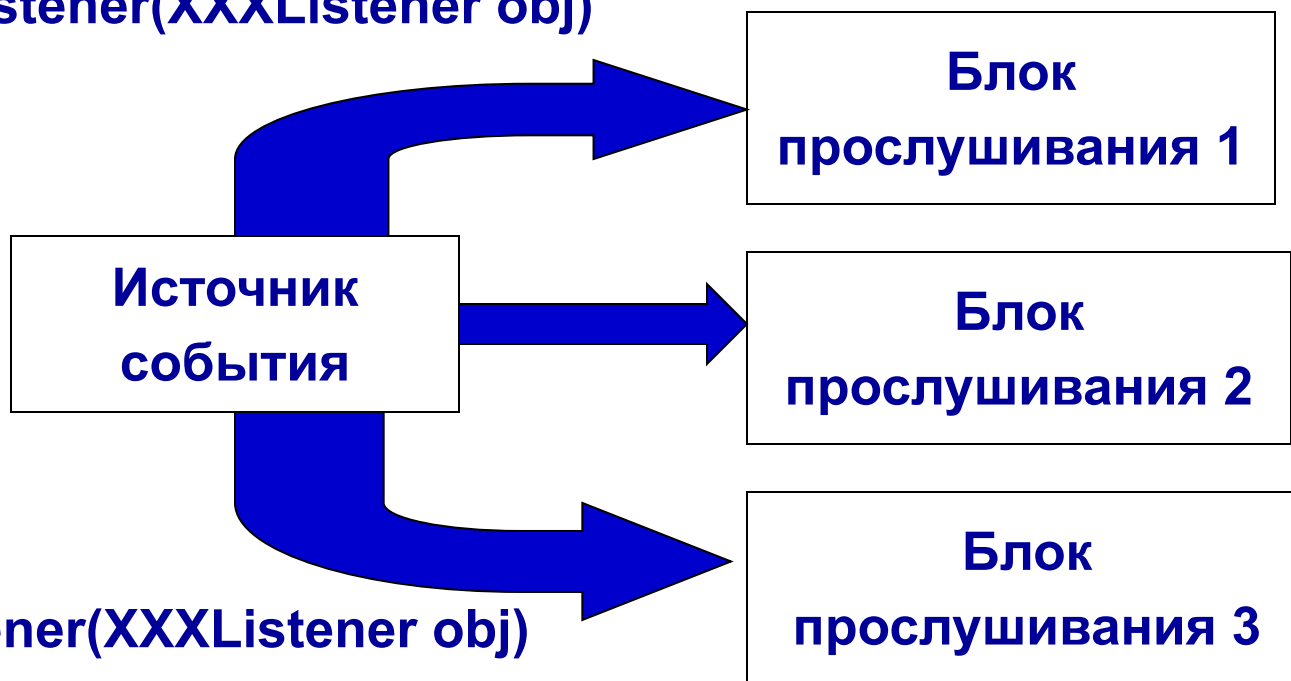 stener(XXXListener obj)
Блок
прослушивания 1
Источник
события
Блок
прослушивания 2
Блок
прослушивания 3
ener(XXXListener obj)